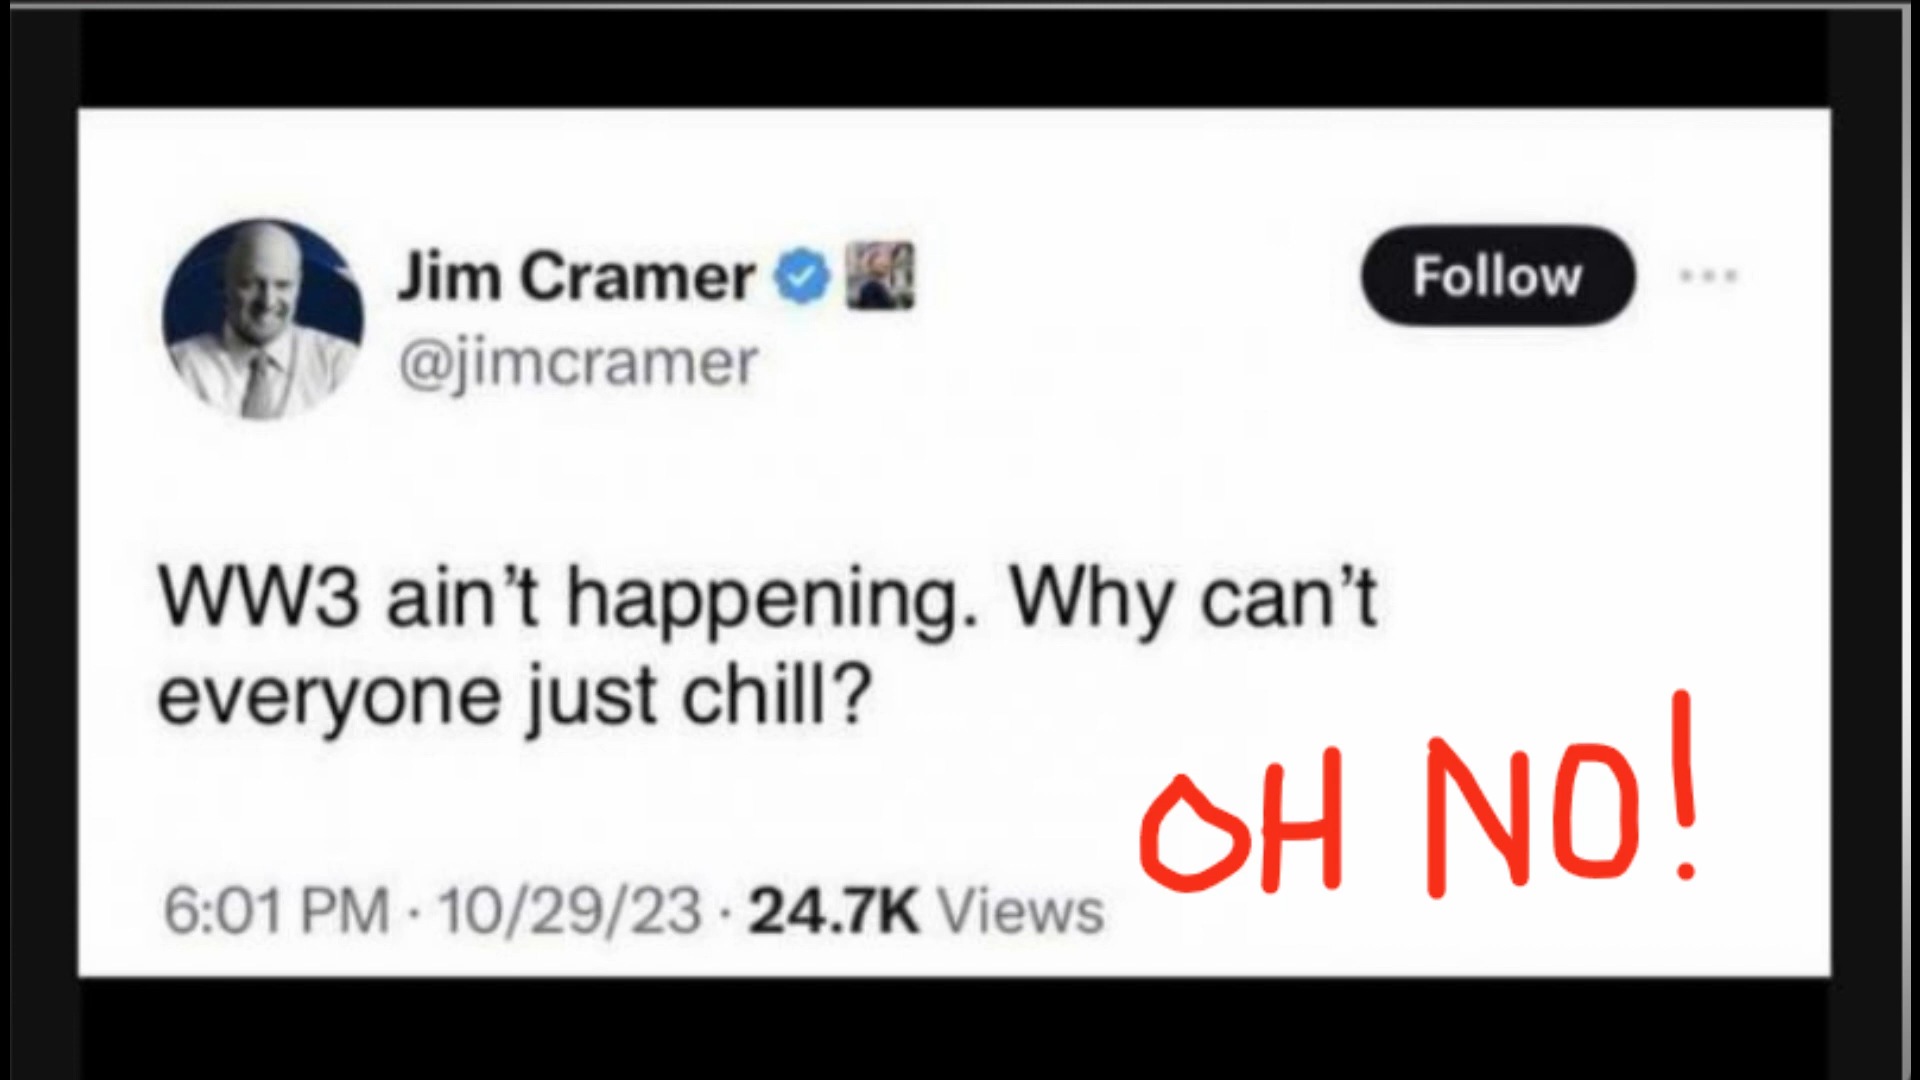 Jim Cramer
Follow
@jimcramer
WW3 ain’t happening. Why can’t
everyone just chill?
OH NO!
6:01 PM · 10/29/23 · 24.7K Views